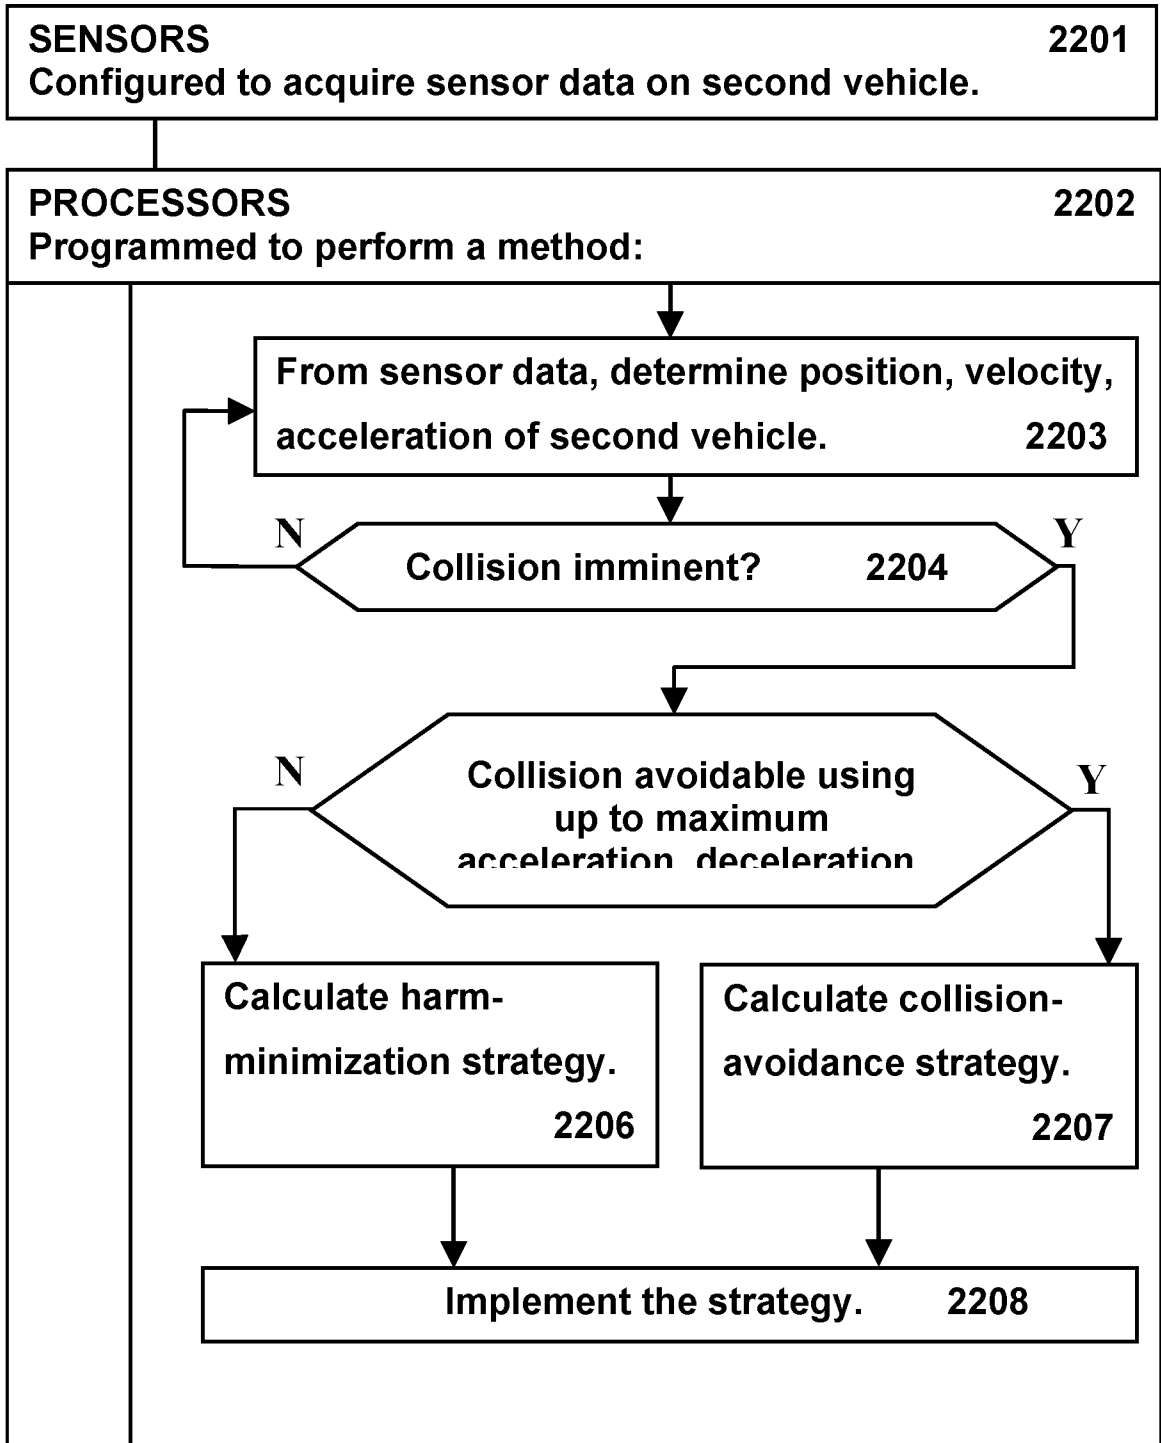 SENSORS 2201
Configured to acquire sensor data on second vehicle.
PROCESSORS 2202
Programmed to perform a method:
From sensor data, determine position, velocity,
acceleration of second vehicle. 2203
N
Y
Collision imminent? 2204
N
Y
Collision avoidable using
up to maximum
acceleration, deceleration
Calculate harm-
minimization strategy.
2206
Calculate collision-
avoidance strategy.
2207
Implement the strategy. 2208